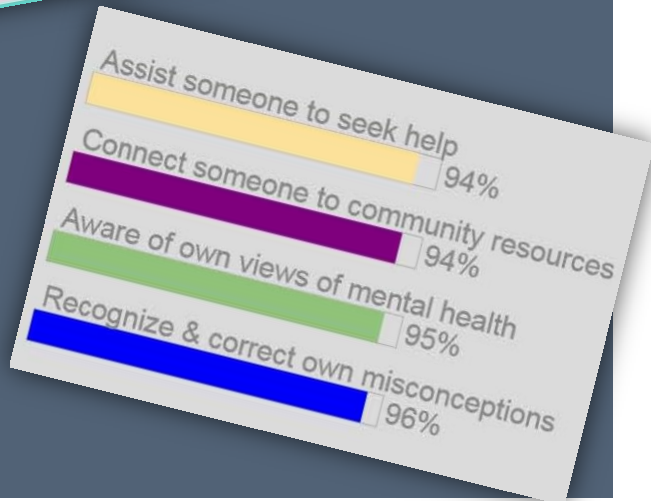 Assist someone to seek help
94%
Connect someone to community resources
94%
Aware of own views of mental health
95%
Recognize & correct own misconceptions
96%